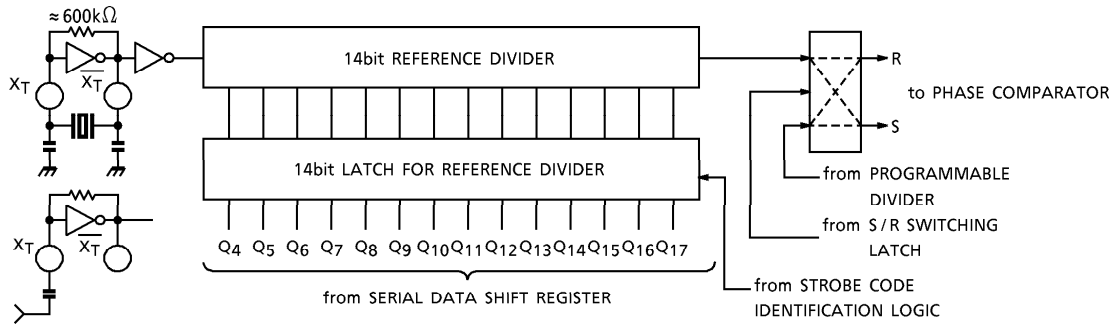 ≈600kΩ
14bit REFERENCE DIVIDER
X_T
X̅_T̅
R
to PHASE COMPARATOR
S
14bit LATCH FOR REFERENCE DIVIDER
from PROGRAMMABLE
DIVIDER
from S/R SWITCHING
LATCH
X_T
X̅_T̅
Q4 Q5 Q6 Q7 Q8 Q9 Q10 Q11 Q12 Q13 Q14 Q15 Q16 Q17
from SERIAL DATA SHIFT REGISTER
from STROBE CODE
IDENTIFICATION LOGIC